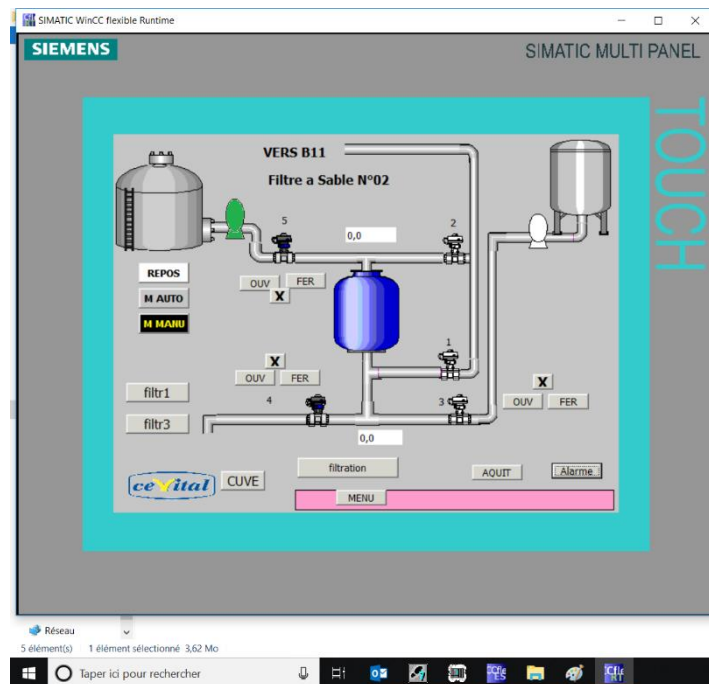 SIMATIC WinCC flexible Runtime
SIEMENS
SIMATIC MULTI PANEL
TOUCH
VERS B11
Filtre a Sable N°02
5
2
0,0
REPOS
M AUTO
M MANU
OUV FER
X
1
X
OUV FER
4
3
X
OUV FER
filtr1
filtr3
0,0
filtration
AQUIT
Alarme
cevital
CUVE
MENU
Réseau
5 élément(s) 1 élément sélectionné 3,62 Mo
Taper ici pour rechercher